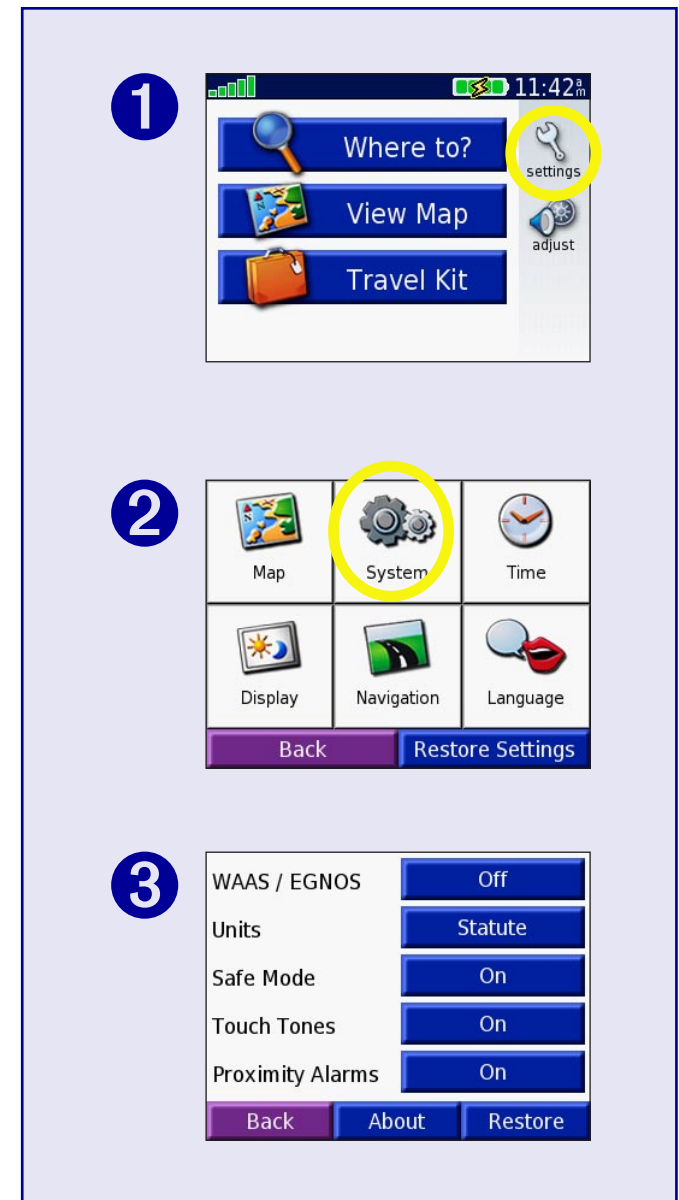 1
11:42am
Where to?
settings
View Map
adjust
Travel Kit
2
N
Map
System
Time
Display
Navigation
Language
Back
Restore Settings
3
WAAS / EGNOS
Off
Units
Statute
Safe Mode
On
Touch Tones
On
Proximity Alarms
On
Back
About
Restore